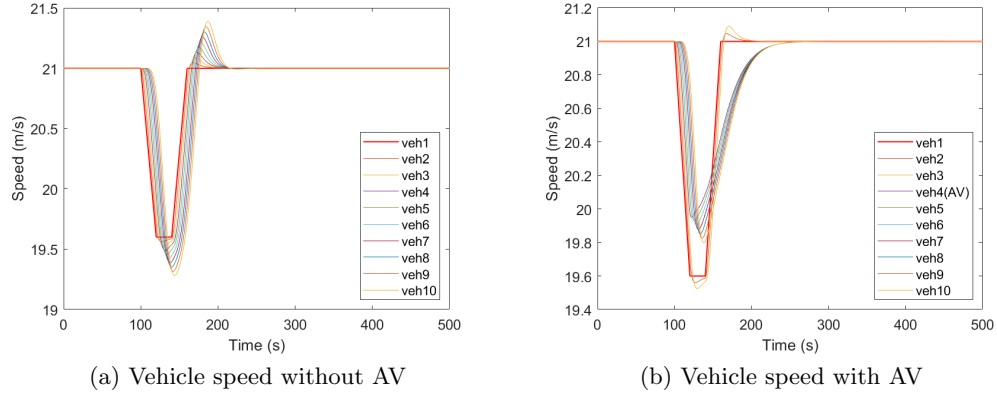 21.5
21
20.5
20
19.5
19
Speed (m/s)
0
100
200
300
400
500
Time (s)
veh1
veh2
veh3
veh4
veh5
veh6
veh7
veh8
veh9
veh10
(a) Vehicle speed without AV
21.2
21
20.8
20.6
20.4
20.2
20
19.8
19.6
19.4
Speed (m/s)
0
100
200
300
400
500
Time (s)
veh1
veh2
veh3
veh4(AV)
veh5
veh6
veh7
veh8
veh9
veh10
(b) Vehicle speed with AV